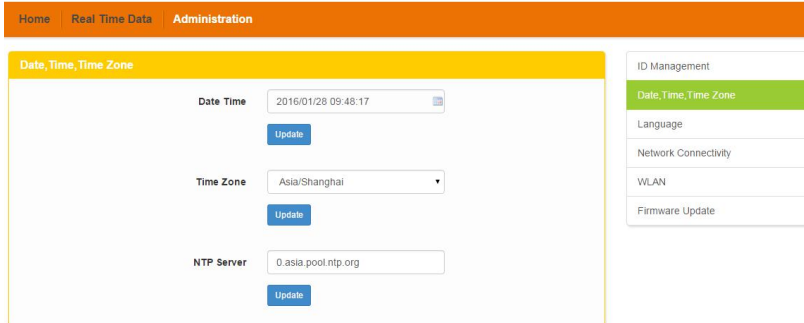 Home Real Time Data Administration
Date,Time,Time Zone
Date Time 2016/01/28 09:48:17
Update
Time Zone Asia/Shanghai
Update
NTP Server 0.asia.pool.ntp.org
Update
ID Management
Date,Time,Time Zone
Language
Network Connectivity
WLAN
Firmware Update